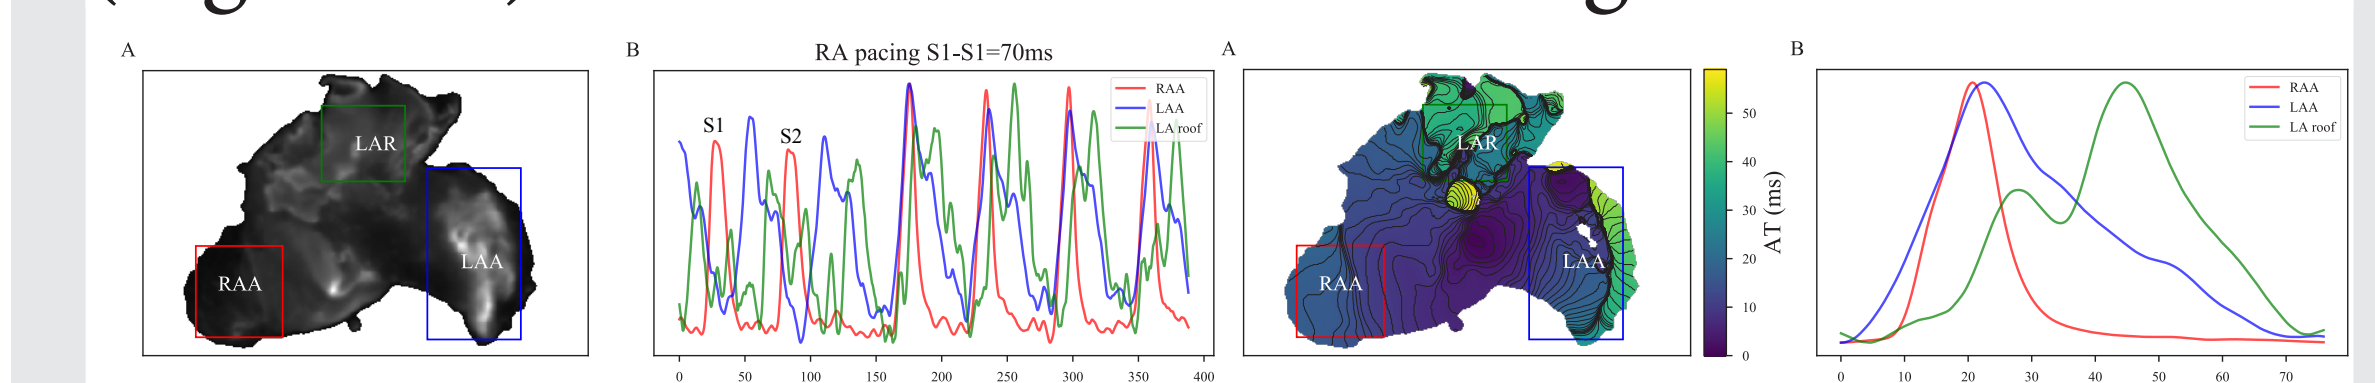 A
LAR
LAA
RAA
B
RA pacing S1-S1=70ms
S1
S2
RAA
LAA
LA roof
0 50 100 150 200 250 300 350 400
A
LAR
LAA
RAA
50
40
30
20
10
0
AT (ms)
B
RAA
LAA
LA roof
0 10 20 30 40 50 60 70